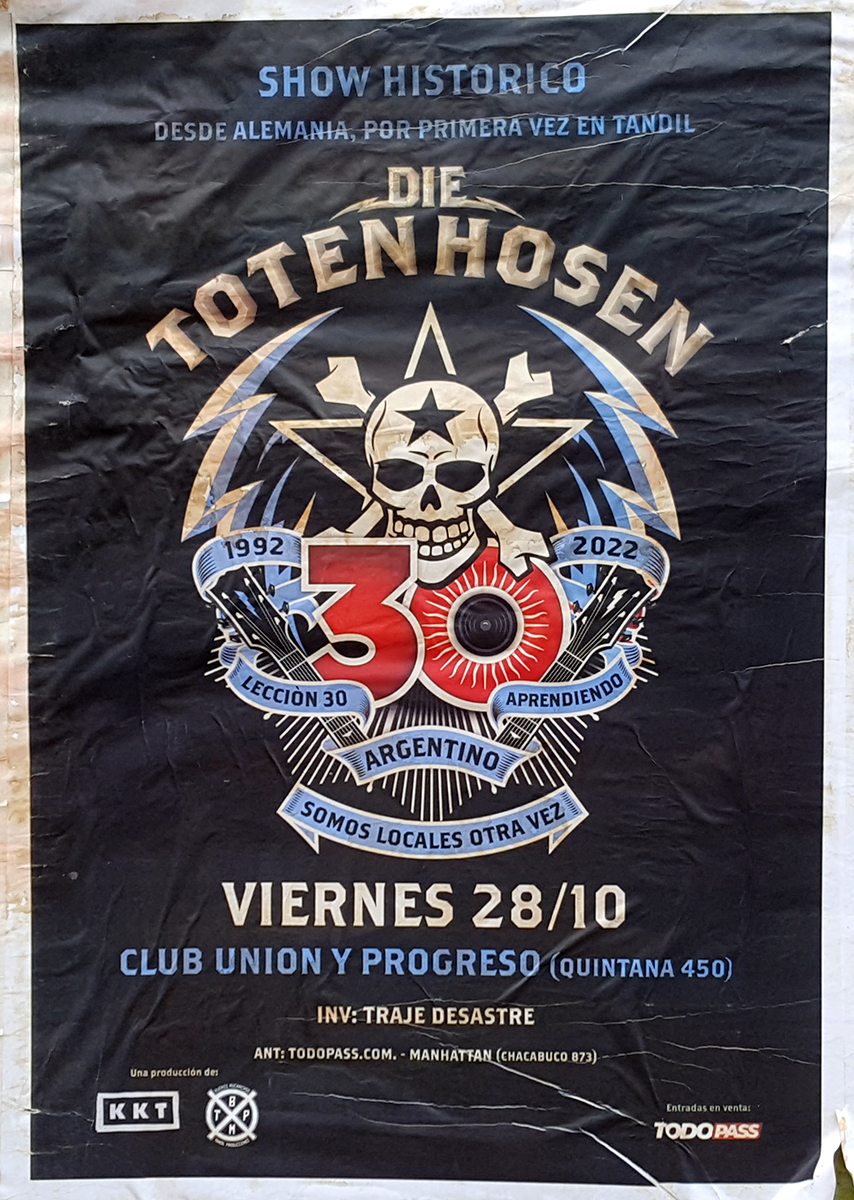 SHOW HISTORICO
DESDE ALEMANIA, POR PRIMERA VEZ EN TANDIL
DIE
TOTEN HOSEN
1992
2022
30
LECCIÒN 30
APRENDIENDO
ARGENTINO
SOMOS LOCALES OTRA VEZ
VIERNES 28/10
CLUB UNION Y PROGRESO (QUINTANA 450)
INV: TRAJE DESASTRE
ANT: TODOPASS.COM. - MANHATTAN (CHACABUCO 873)
Una producción de:
KKT
B
T P
M
Entradas en venta:
TODOPASS